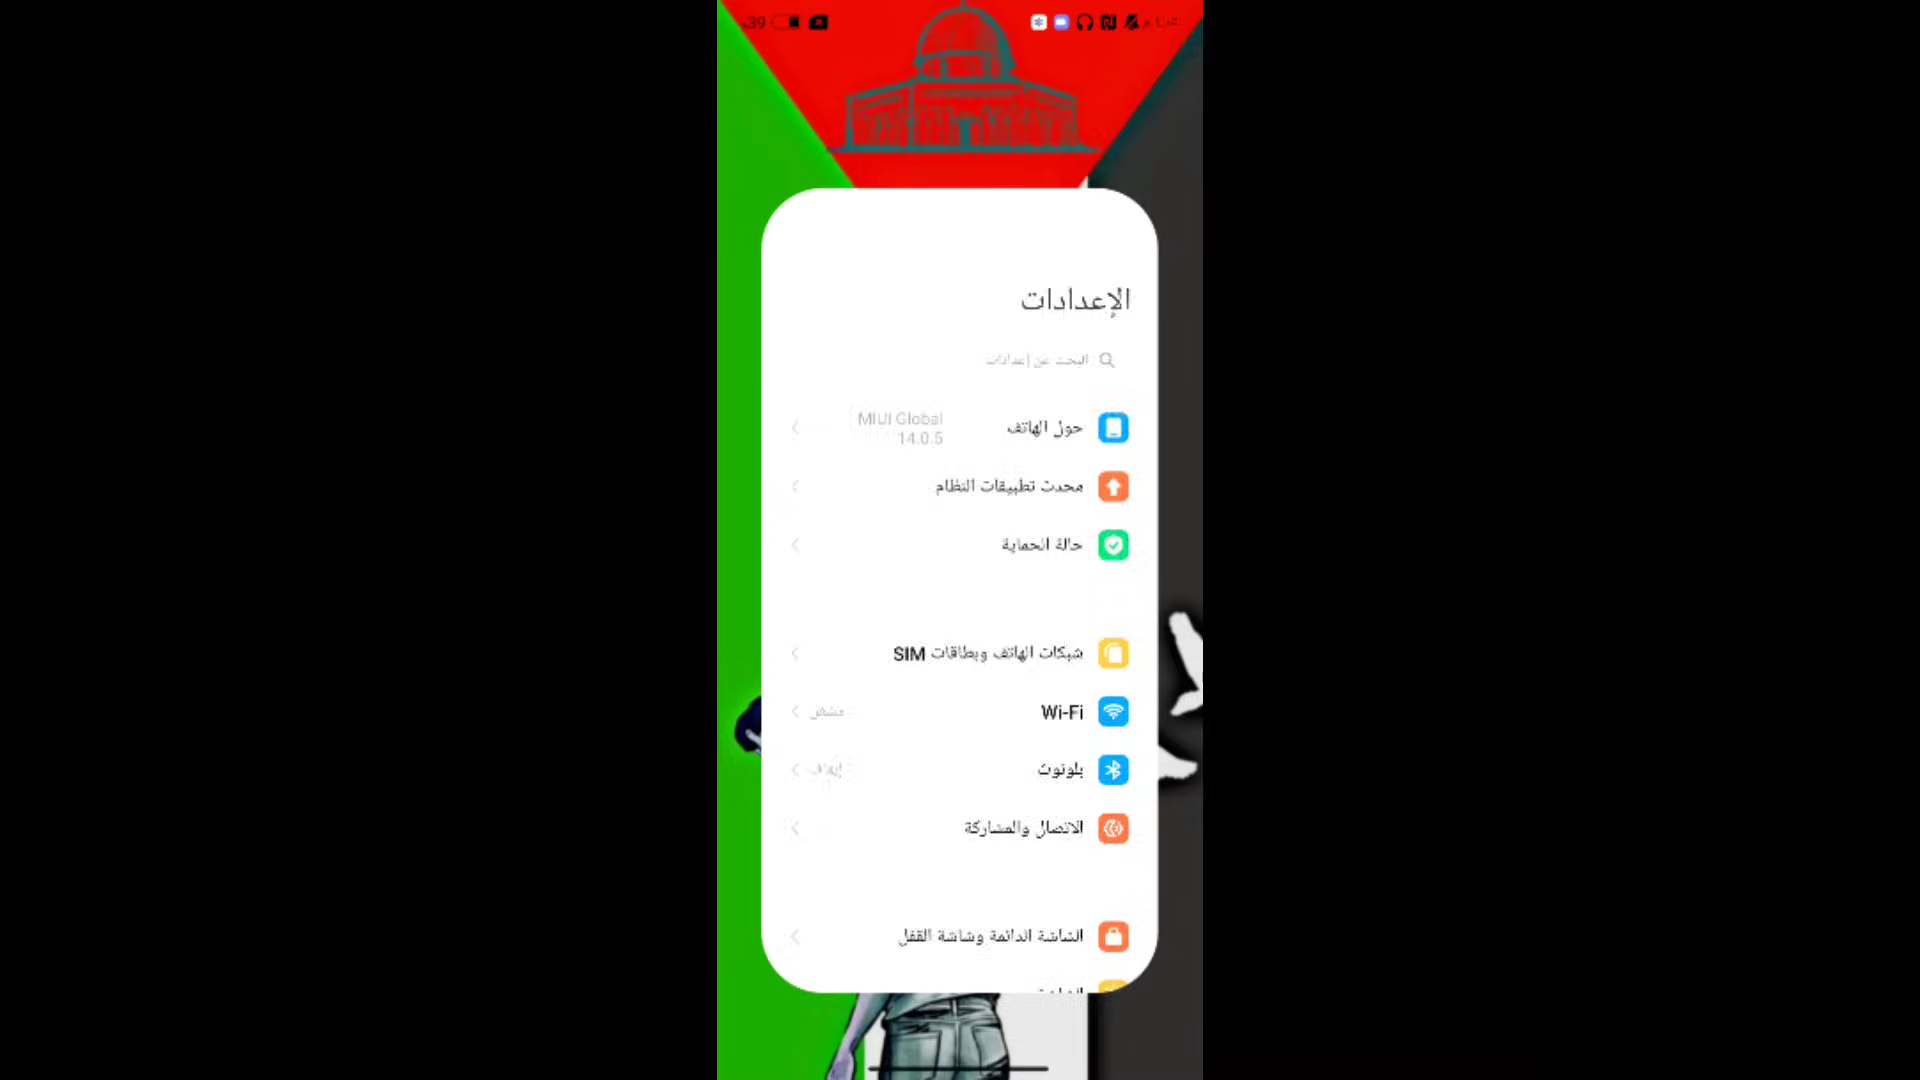 39
الإعدادات
البحث عن إعدادات
حول الهاتف
MIUI Global
14.0.5
محدث تطبيقات النظام
حالة الحماية
شبكات الهاتف وبطاقات SIM
Wi-Fi
بلوتوث
الاتصال والمشاركة
الشاشة الدائمة وشاشة القفل